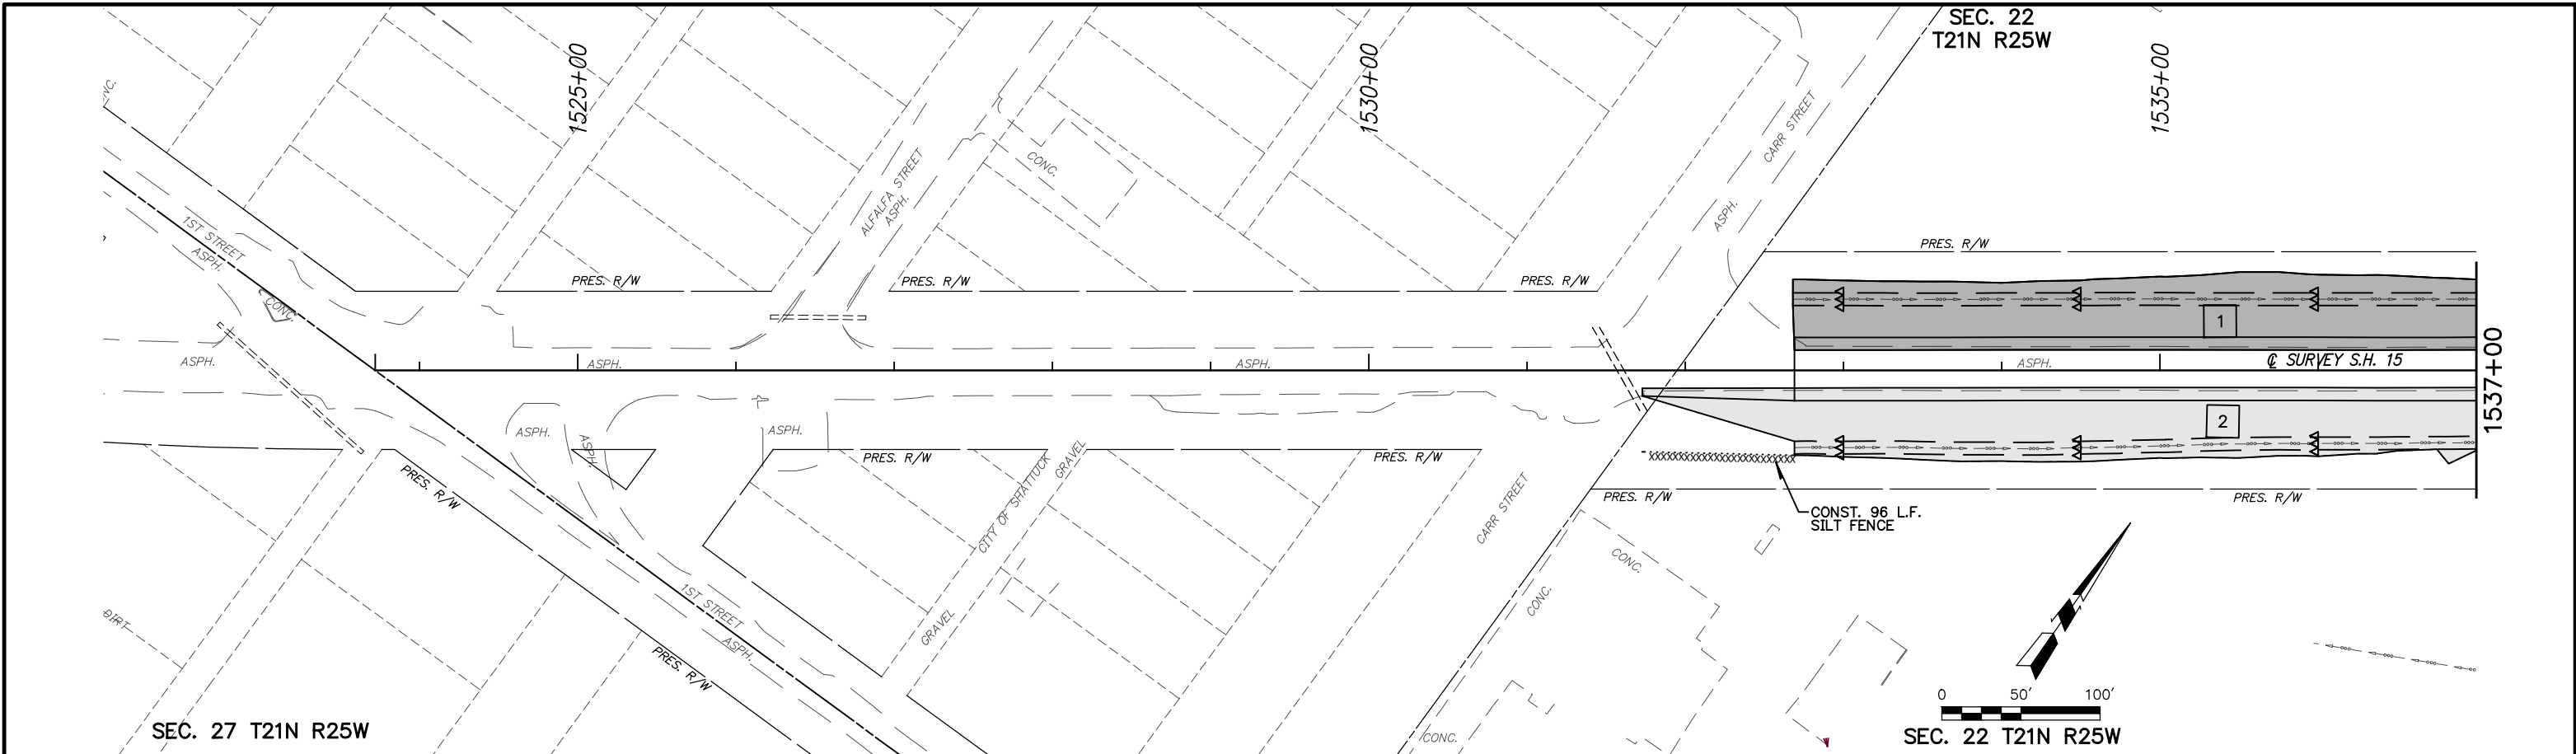 SEC. 22
T21N R25W
1525+00
1530+00
1535+00
CONC.
ALFALFA STREET
ASPH.
CARR STREET
ASPH.
1ST STREET
ASPH.
CONC.
PRES. R/W
PRES. R/W
PRES. R/W
PRES. R/W
1
ASPH.
ASPH.
ASPH.
ASPH.
℄ SURVEY S.H. 15
1537+00
2
ASPH.
ASPH.
ASPH.
PRES. R/W
PRES. R/W
PRES. R/W
PRES. R/W
PRES. R/W
CITY OF SHATTUCK
GRAVEL
GRAVEL
CARR STREET
CONST. 96 L.F.
SILT FENCE
CONC.
CONC.
1ST STREET
ASPH.
DIRT
PRES. R/W
0 50' 100'
SEC. 27 T21N R25W
CONC.
SEC. 22 T21N R25W